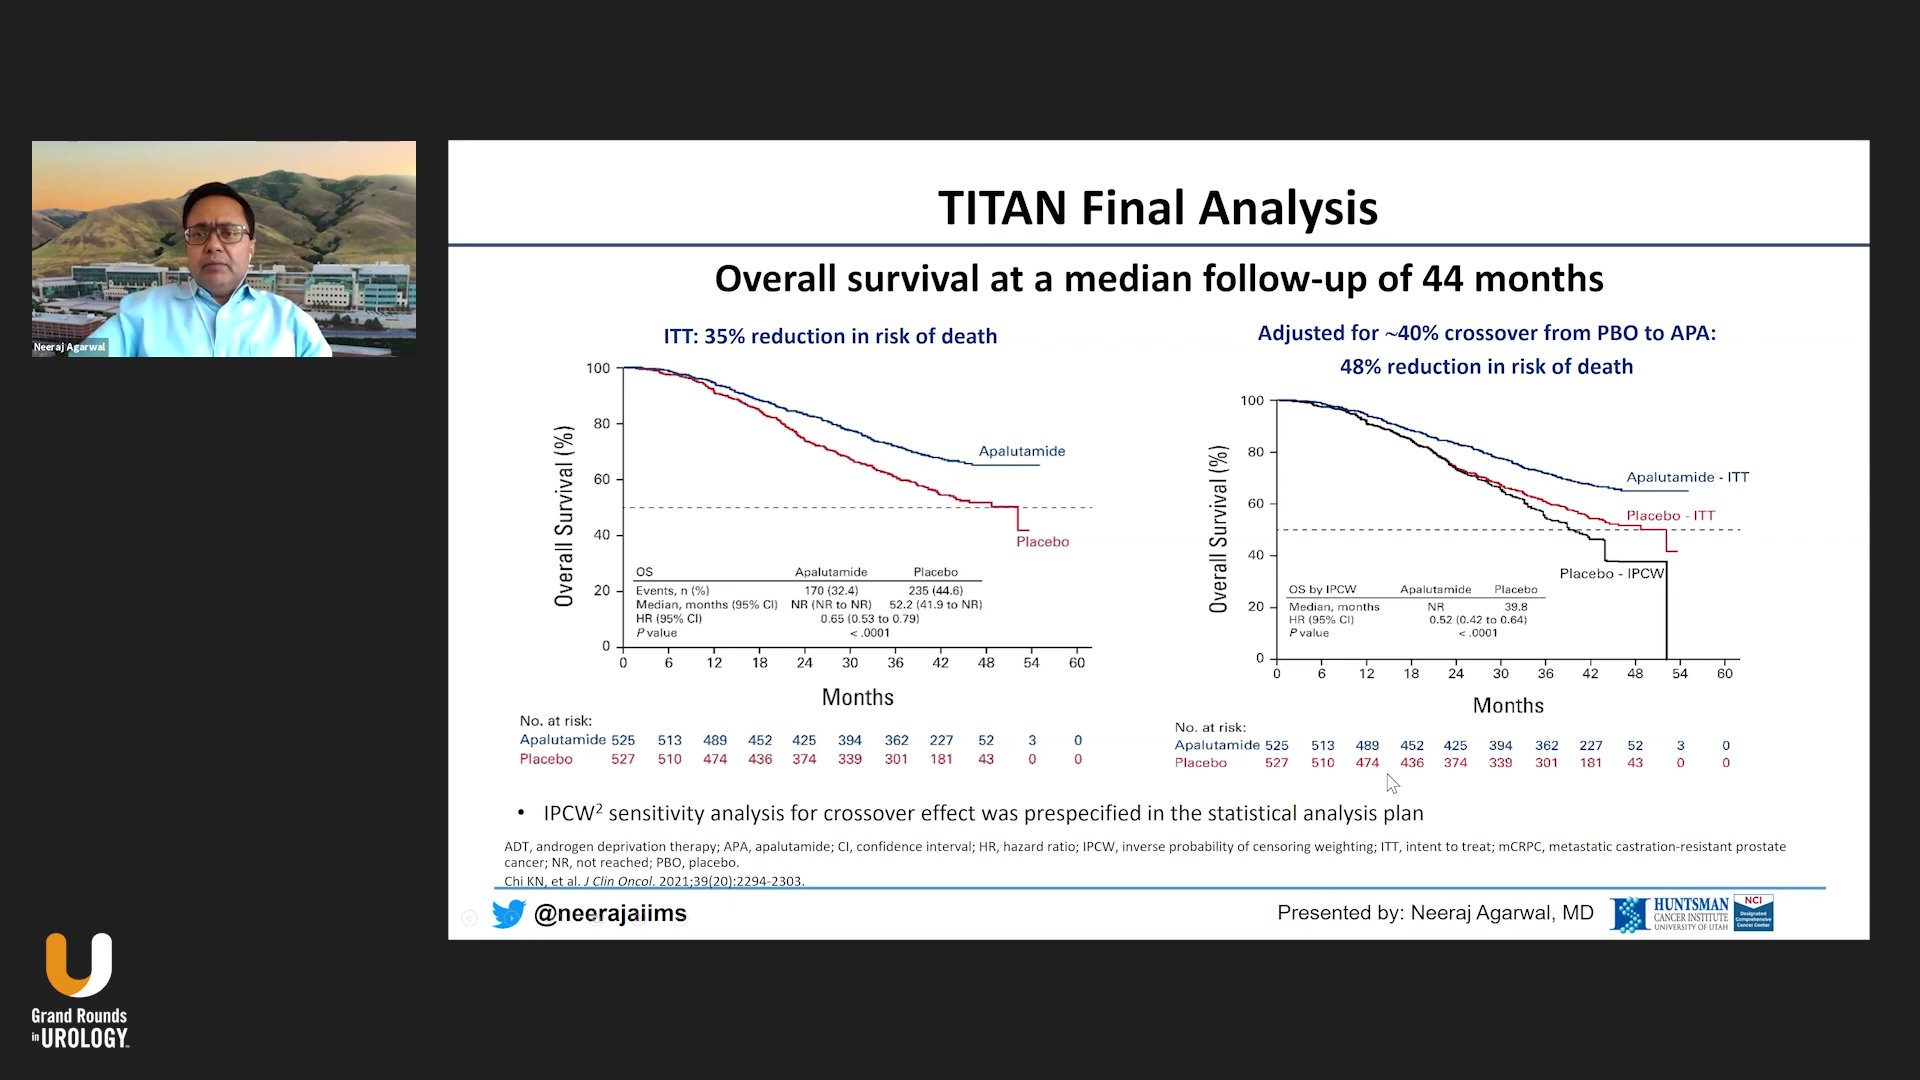 Neeraj Agarwal
TITAN Final Analysis
Overall survival at a median follow-up of 44 months
ITT: 35% reduction in risk of death
Overall Survival (%)
100
80
60
40
20
0
Apalutamide
Placebo
OS Apalutamide Placebo
Events, n (%) 170 (32.4) 235 (44.6)
Median, months (95% CI) NR (NR to NR) 52.2 (41.9 to NR)
HR (95% CI) 0.65 (0.53 to 0.79)
P value < .0001
0 6 12 18 24 30 36 42 48 54 60
Months
No. at risk:
Apalutamide 525 513 489 452 425 394 362 227 52 3 0
Placebo 527 510 474 436 374 339 301 181 43 0 0
Adjusted for ~40% crossover from PBO to APA:
48% reduction in risk of death
Overall Survival (%)
100
80
60
40
20
0
Apalutamide - ITT
Placebo - ITT
Placebo - IPCW
OS by IPCW Apalutamide Placebo
Median, months NR 39.8
HR (95% CI) 0.52 (0.42 to 0.64)
P value < .0001
0 6 12 18 24 30 36 42 48 54 60
Months
No. at risk:
Apalutamide 525 513 489 452 425 394 362 227 52 3 0
Placebo 527 510 474 436 374 339 301 181 43 0 0
• IPCW² sensitivity analysis for crossover effect was prespecified in the statistical analysis plan
ADT, androgen deprivation therapy; APA, apalutamide; CI, confidence interval; HR, hazard ratio; IPCW, inverse probability of censoring weighting; ITT, intent to treat; mCRPC, metastatic castration-resistant prostate
cancer; NR, not reached; PBO, placebo.
Chi KN, et al. J Clin Oncol. 2021;39(20):2294-2303.
@neerajaiims
Presented by: Neeraj Agarwal, MD
HUNTSMAN
CANCER INSTITUTE
UNIVERSITY OF UTAH
NCI
Designated
Comprehensive
Cancer Center
Grand Rounds
in UROLOGY